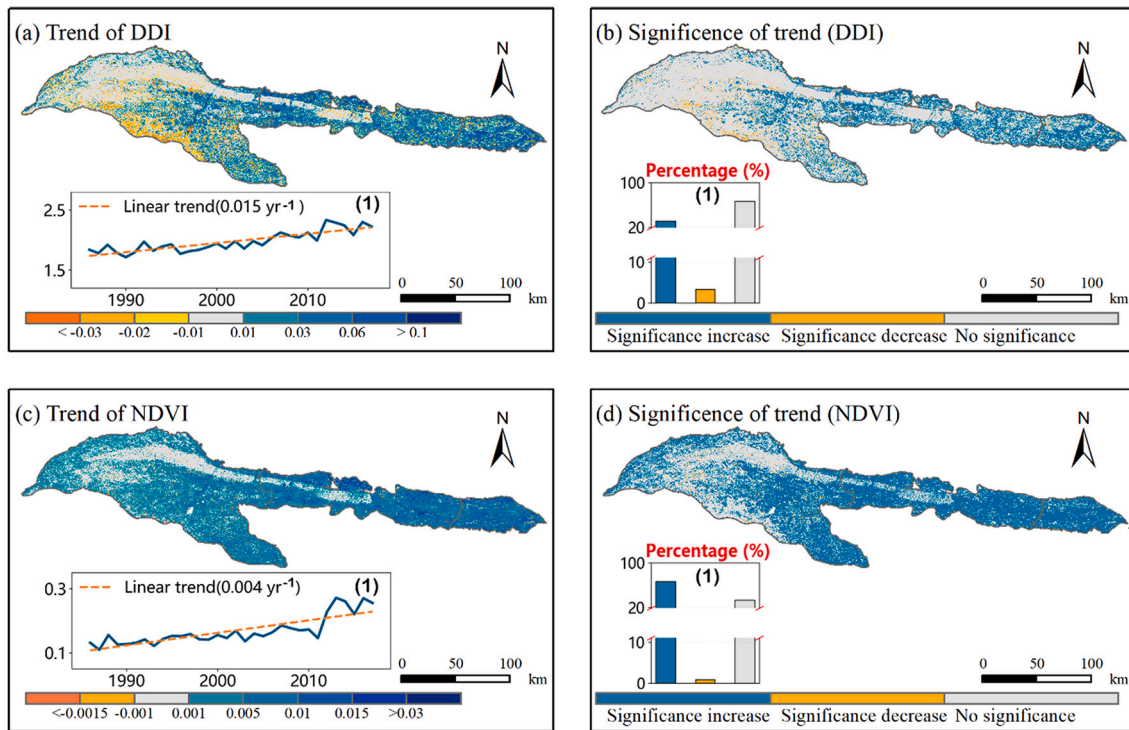 (a) Trend of DDI
N
Linear trend(0.015 yr-1)
(1)
2.5
1.5
1990
2000
2010
0 50 100
km
< -0.03 -0.02 -0.01 0.01 0.03 0.06 > 0.1
(b) Significance of trend (DDI)
N
Percentage (%)
(1)
100
20
10
0
0 50 100
km
Significance increase Significance decrease No significance
(c) Trend of NDVI
N
Linear trend(0.004 yr-1)
(1)
0.3
0.1
1990
2000
2010
0 50 100
km
<-0.0015 -0.001 0.001 0.005 0.01 0.015 >0.03
(d) Significance of trend (NDVI)
N
Percentage (%)
(1)
100
20
10
0
0 50 100
km
Significance increase Significance decrease No significance